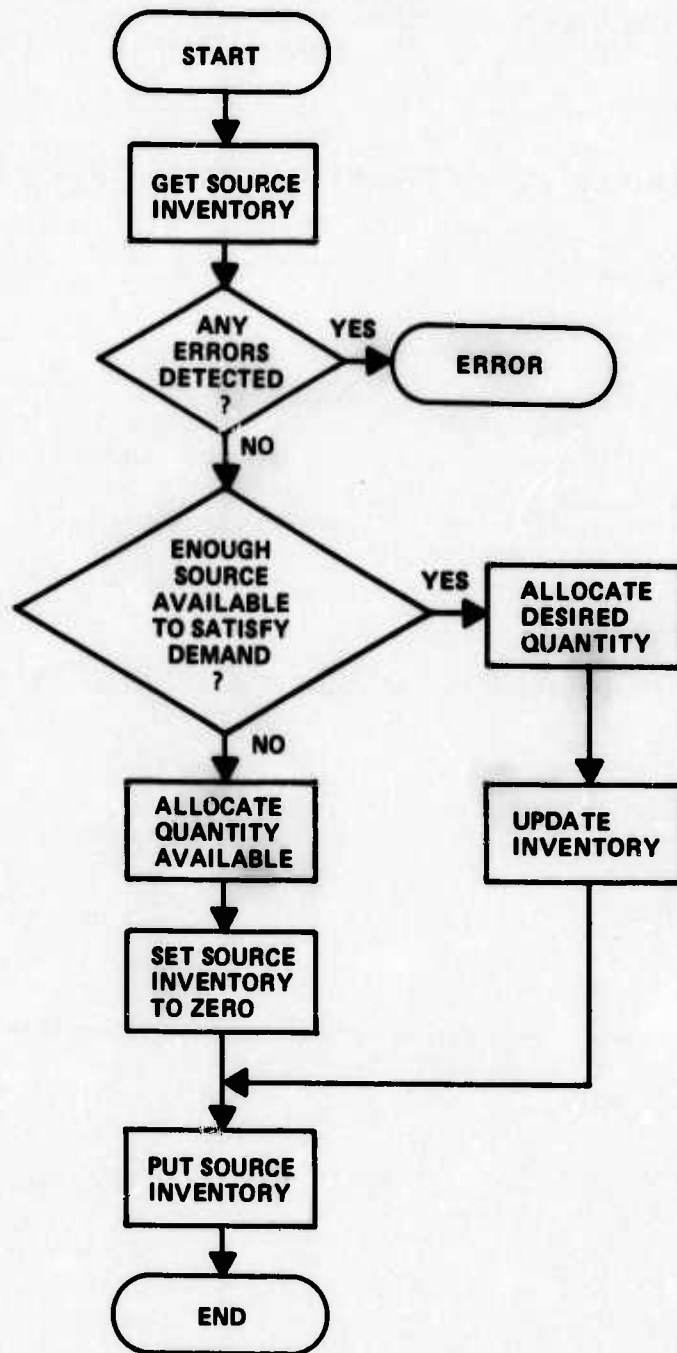 START
GET SOURCE
INVENTORY
ANY
ERRORS
DETECTED
?
YES
ERROR
NO
ENOUGH
SOURCE
AVAILABLE
TO SATISFY
DEMAND
?
YES
ALLOCATE
DESIRED
QUANTITY
NO
ALLOCATE
QUANTITY
AVAILABLE
UPDATE
INVENTORY
SET SOURCE
INVENTORY
TO ZERO
PUT SOURCE
INVENTORY
END